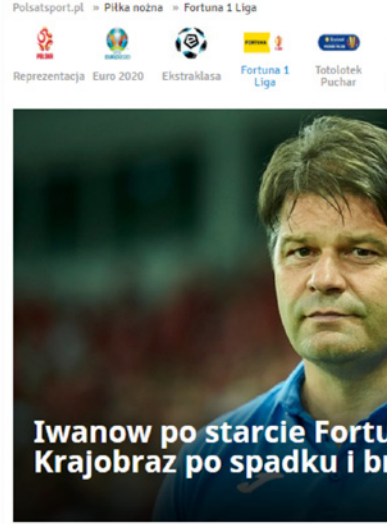 Polsatsport.pl » Piłka nożna » Fortuna 1 Liga
Reprezentacja Euro 2020 Ekstraklasa Fortuna 1 Liga Totolotek Puchar
Iwanow po starcie Fortu
Krajobraz po spadku i br